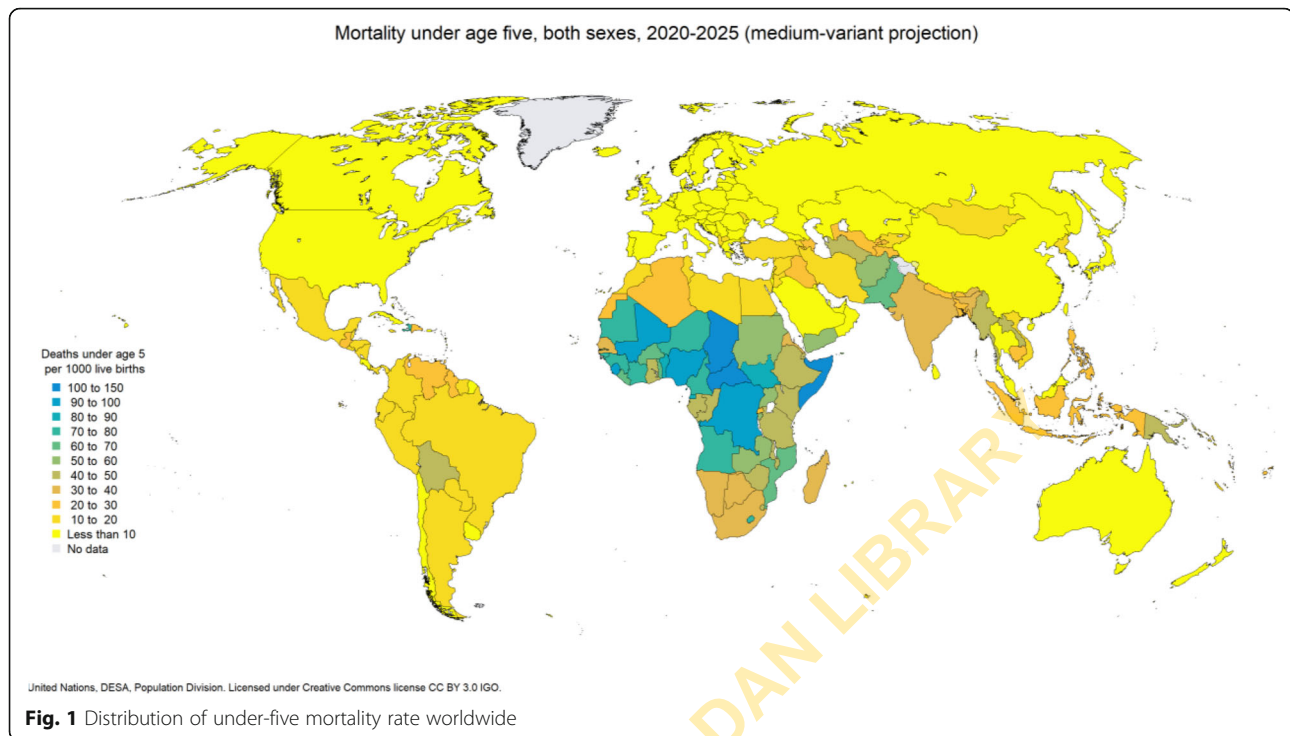 Mortality under age five, both sexes, 2020-2025 (medium-variant projection)
Deaths under age 5
per 1000 live births
100 to 150
90 to 100
80 to 90
70 to 80
60 to 70
50 to 60
40 to 50
30 to 40
20 to 30
10 to 20
Less than 10
No data
DAN LIBRARY
United Nations, DESA, Population Division. Licensed under Creative Commons license CC BY 3.0 IGO.
Fig. 1 Distribution of under-five mortality rate worldwide